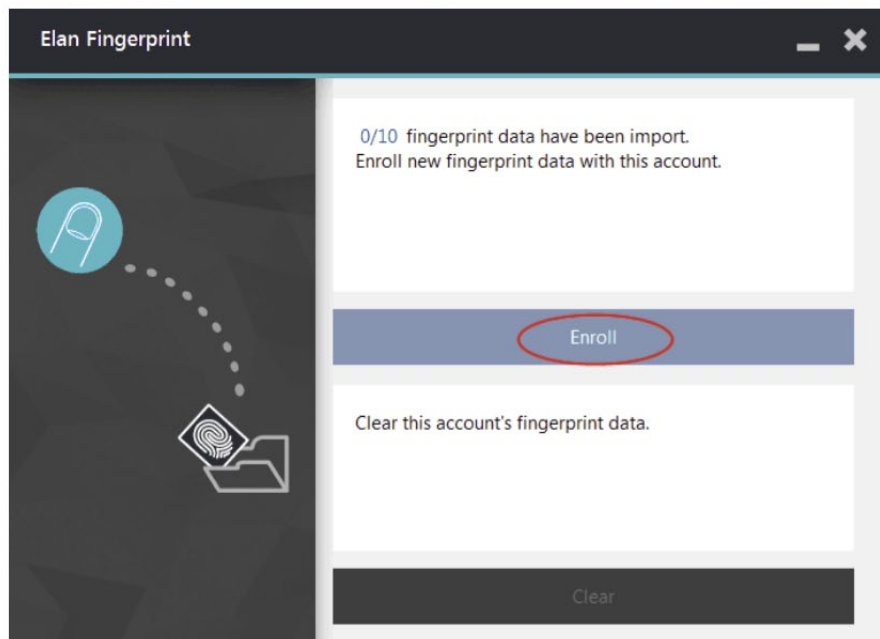 Elan Fingerprint
0/10 fingerprint data have been import.
Enroll new fingerprint data with this account.
Enroll
Clear this account's fingerprint data.
Clear